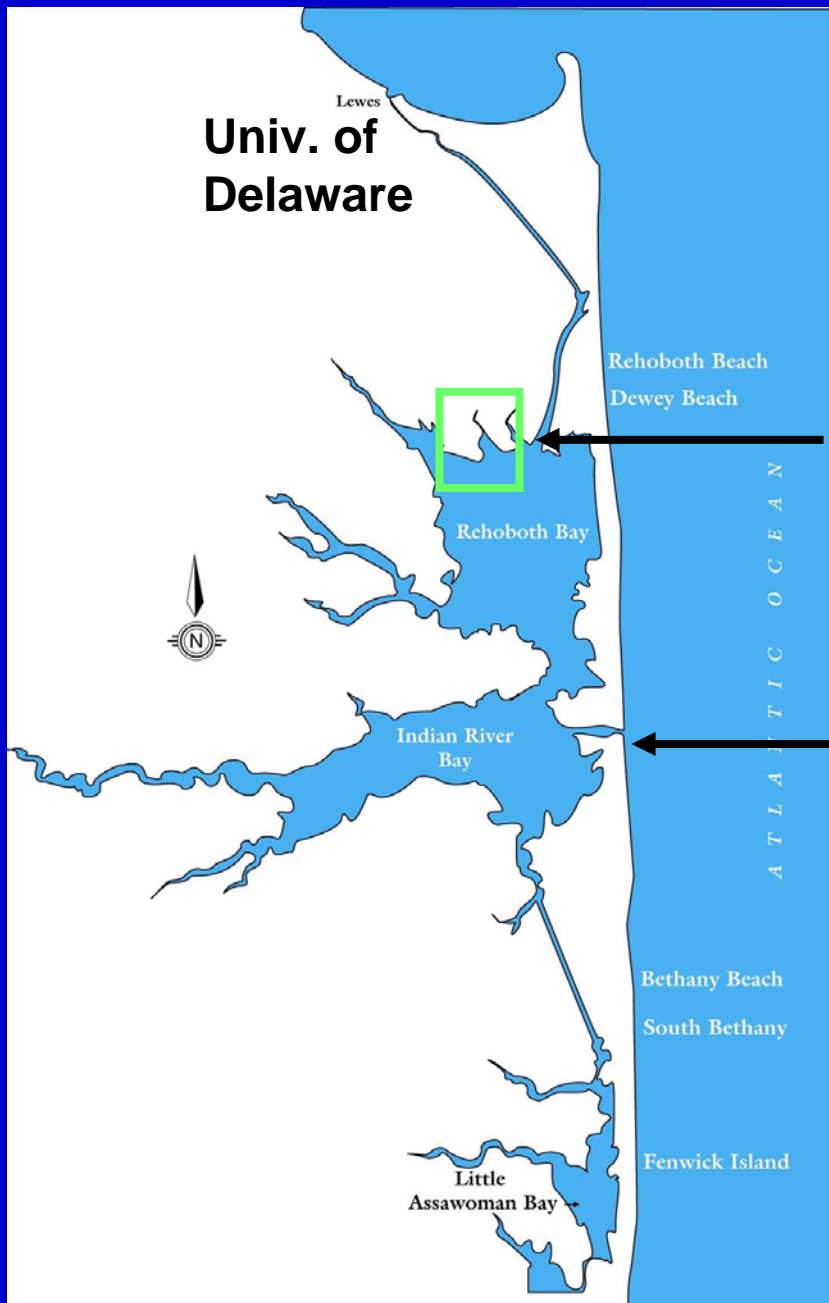 Lewes
Univ. of
Delaware
Rehoboth Beach
Dewey Beach
Rehoboth Bay
ATLANTIC OCEAN
N
Indian River
Bay
Bethany Beach
South Bethany
Fenwick Island
Little
Assawoman Bay